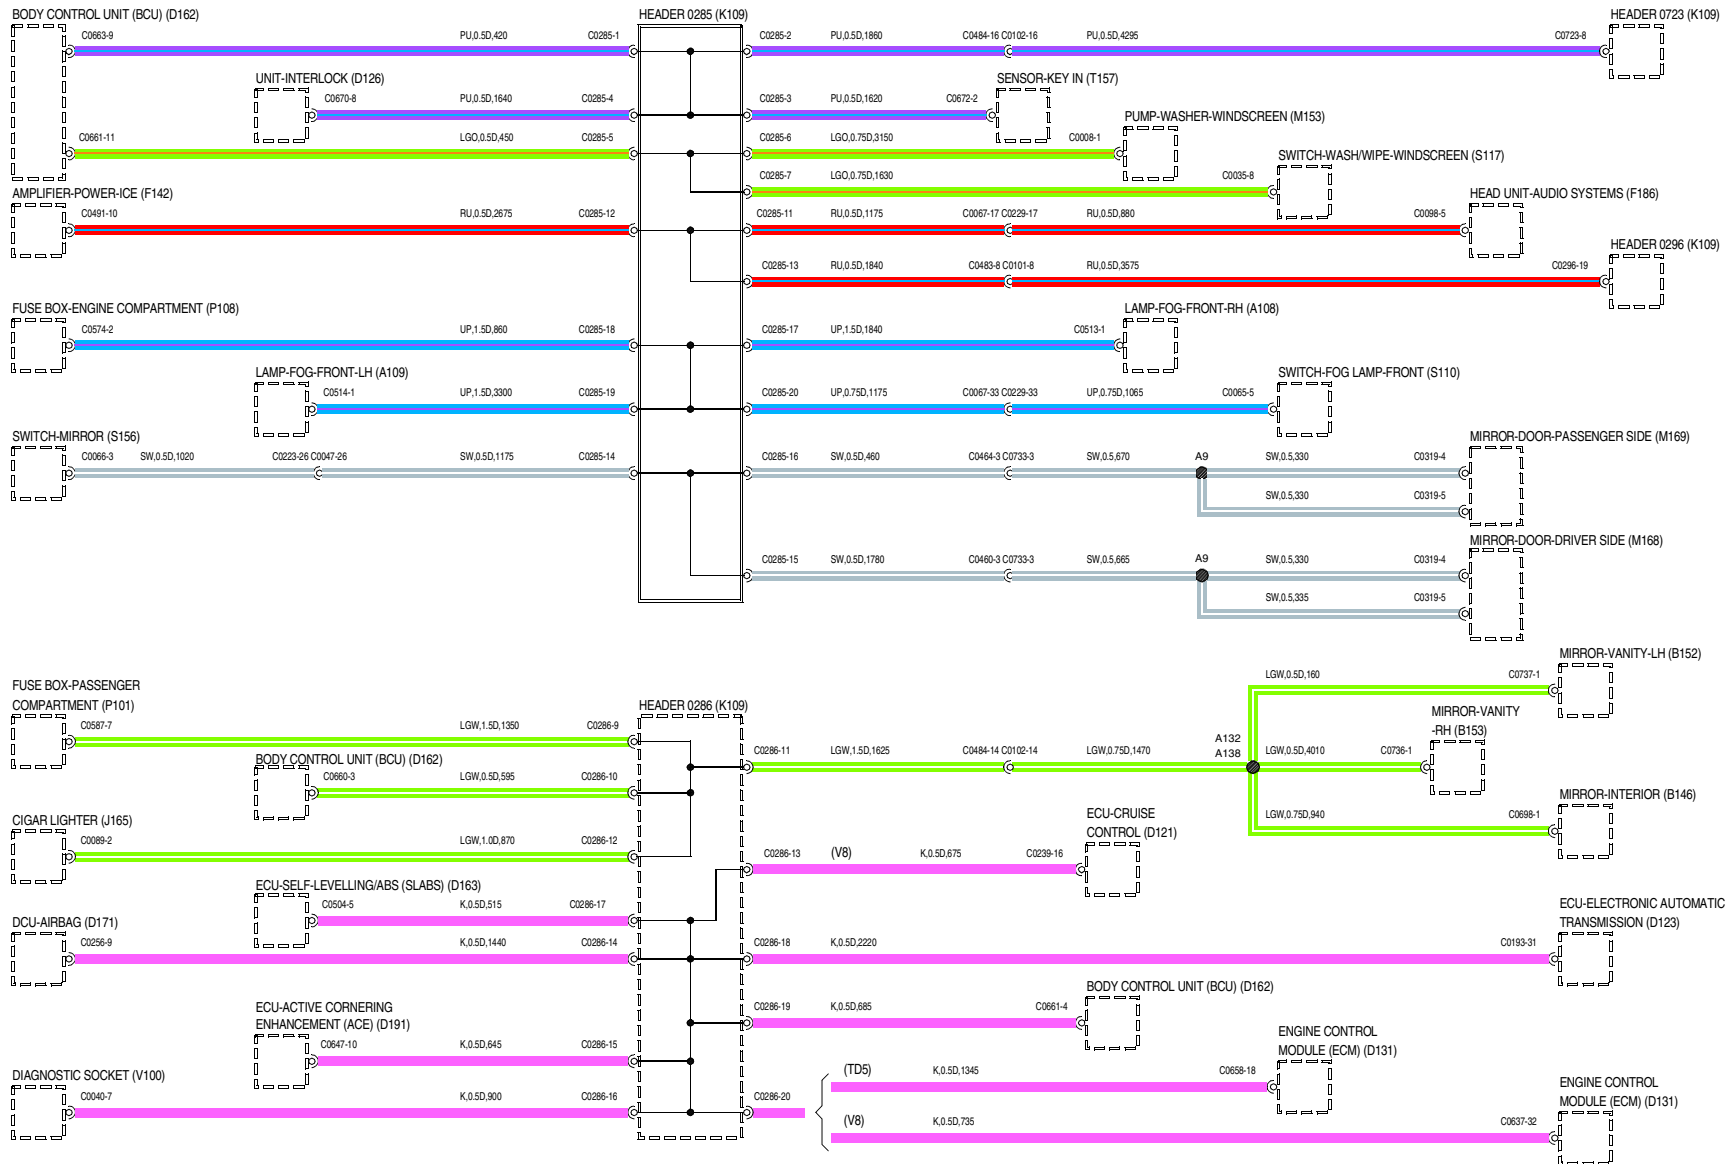 BODY CONTROL UNIT (BCU) (D162)
HEADER 0285 (K109)
HEADER 0723 (K109)
C0663-9
PU,0.5D,420
C0285-1
C0285-2
PU,0.5D,1860
C0484-16 C0102-16
PU,0.5D,4295
C0723-8
UNIT-INTERLOCK (D126)
SENSOR-KEY IN (T157)
C0670-8
PU,0.5D,1640
C0285-4
C0285-3
PU,0.5D,1620
C0672-2
PUMP-WASHER-WINDSCREEN (M153)
C0661-11
LGO,0.5D,450
C0285-5
C0285-6
LGO,0.75D,3150
C0008-1
SWITCH-WASH/WIPE-WINDSCREEN (S117)
C0285-7
LGO,0.75D,1630
C0035-8
AMPLIFIER-POWER-ICE (F142)
HEAD UNIT-AUDIO SYSTEMS (F186)
C0491-10
RU,0.5D,2675
C0285-12
C0285-11
RU,0.5D,1175
C0067-17 C0229-17
RU,0.5D,880
C0098-5
HEADER 0296 (K109)
C0285-13
RU,0.5D,1840
C0483-8 C0101-8
RU,0.5D,3575
C0296-19
FUSE BOX-ENGINE COMPARTMENT (P108)
LAMP-FOG-FRONT-RH (A108)
C0574-2
UP,1.5D,860
C0285-18
C0285-17
UP,1.5D,1840
C0513-1
LAMP-FOG-FRONT-LH (A109)
SWITCH-FOG LAMP-FRONT (S110)
C0514-1
UP,1.5D,3300
C0285-19
C0285-20
UP,0.75D,1175
C0067-33 C0229-33
UP,0.75D,1065
C0065-5
SWITCH-MIRROR (S156)
MIRROR-DOOR-PASSENGER SIDE (M169)
C0066-3
SW,0.5D,1020
C0223-26 C0047-26
SW,0.5D,1175
C0285-14
C0285-16
SW,0.5D,460
C0464-3 C0733-3
SW,0.5,670
A9
SW,0.5,330
C0319-4
SW,0.5,330
C0319-5
MIRROR-DOOR-DRIVER SIDE (M168)
C0285-15
SW,0.5D,1780
C0460-3 C0733-3
SW,0.5,665
A9
SW,0.5,330
C0319-4
SW,0.5,335
C0319-5
MIRROR-VANITY-LH (B152)
LGW,0.5D,160
C0737-1
FUSE BOX-PASSENGER
COMPARTMENT (P101)
HEADER 0286 (K109)
MIRROR-VANITY
-RH (B153)
C0587-7
LGW,1.5D,1350
C0286-9
C0286-11
LGW,1.5D,1625
C0484-14 C0102-14
LGW,0.75D,1470
A132
A138
LGW,0.5D,4010
C0736-1
BODY CONTROL UNIT (BCU) (D162)
C0660-3
LGW,0.5D,595
C0286-10
MIRROR-INTERIOR (B146)
LGW,0.75D,940
C0698-1
CIGAR LIGHTER (J165)
C0089-2
LGW,1.0D,870
C0286-12
ECU-CRUISE
CONTROL (D121)
C0286-13
(V8)
K,0.5D,675
C0239-16
ECU-SELF-LEVELLING/ABS (SLABS) (D163)
C0504-5
K,0.5D,515
C0286-17
ECU-ELECTRONIC AUTOMATIC
TRANSMISSION (D123)
DCU-AIRBAG (D171)
C0256-9
K,0.5D,1440
C0286-14
C0286-18
K,0.5D,2220
C0193-31
BODY CONTROL UNIT (BCU) (D162)
C0286-19
K,0.5D,685
C0661-4
ECU-ACTIVE CORNERING
ENHANCEMENT (ACE) (D191)
C0647-10
K,0.5D,645
C0286-15
ENGINE CONTROL
MODULE (ECM) (D131)
(TD5)
K,0.5D,1345
C0658-18
DIAGNOSTIC SOCKET (V100)
C0040-7
K,0.5D,900
C0286-16
C0286-20
ENGINE CONTROL
MODULE (ECM) (D131)
(V8)
K,0.5D,735
C0637-32